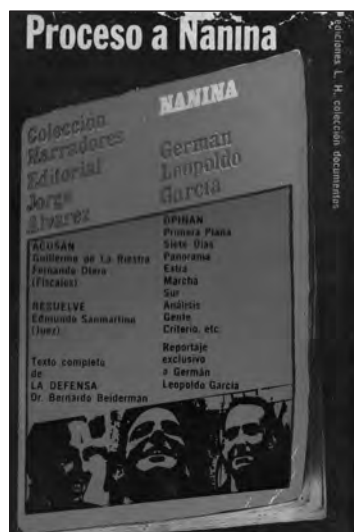 Proceso a Nanina
ediciones L. H. colección documentos
NANINA
Colección
Narradores
Editorial
Jorge
Alvarez
German
Leopoldo
García
ACUSAN
Guillermo de La Riestra
Fernando Otero
(Fiscales)
RESUELVE
Edmundo Sanmartino
(Juez)
Texto completo
de
LA DEFENSA
Dr. Bernardo Beiderman
OPINAN
Primera Plana
Siete Días
Panorama
Extra
Marcha
Sur
Análisis
Gente
Criterio, etc.
Reportaje
exclusivo
a Germán
Leopoldo García